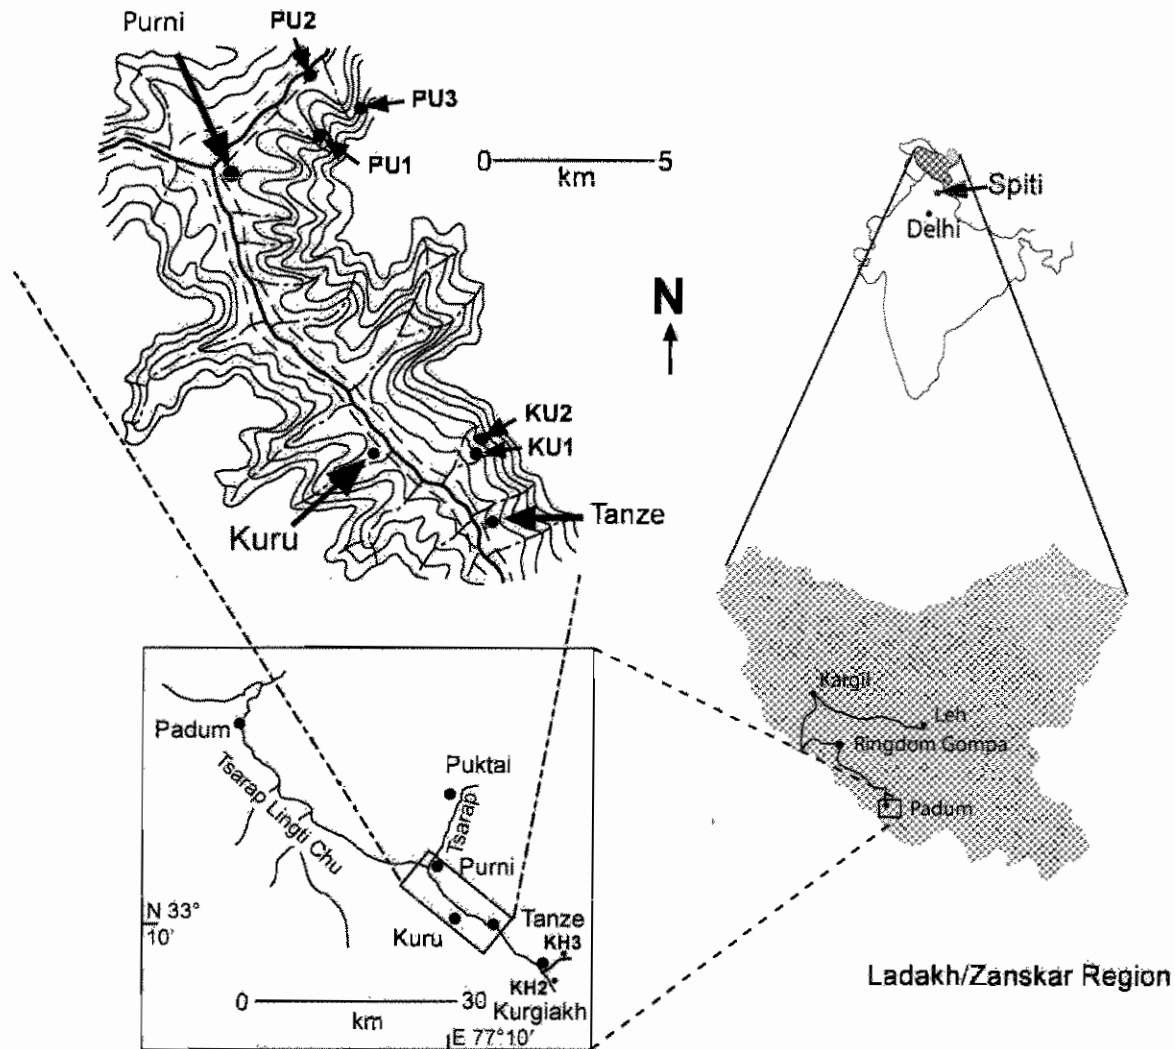 Purni
PU2
PU3
PU1
0 5
km
Spiti
Delhi
N
KU2
KU1
Kuru
Tanze
Kargil
Leh
Ringdom Gompa
Padum
Padum
Puktal
Tsarap
Tsarap Lingti Chu
Purni
Tanze
Kuru
KH3
KH2
Kurgiakh
N 33°
10'
0 30
km
E 77°10'
Ladakh/Zanskar Region